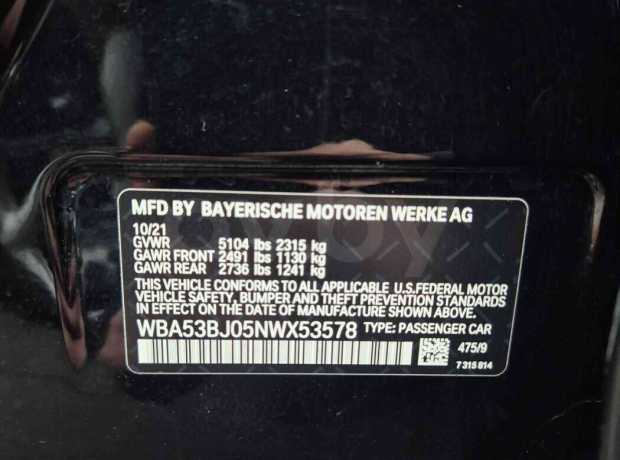 MFD BY BAYERISCHE MOTOREN WERKE AG
10/21
GVWR 5104 lbs 2315 kg
GAWR FRONT 2491 lbs 1130 kg
GAWR REAR 2736 lbs 1241 kg
THIS VEHICLE CONFORMS TO ALL APPLICABLE U.S.FEDERAL MOTOR
VEHICLE SAFETY, BUMPER AND THEFT PREVENTION STANDARDS
IN EFFECT ON THE DATE OF MANUFACTURE SHOWN ABOVE.
WBA53BJ05NWX53578 TYPE: PASSENGER CAR
475/9
7 315 814